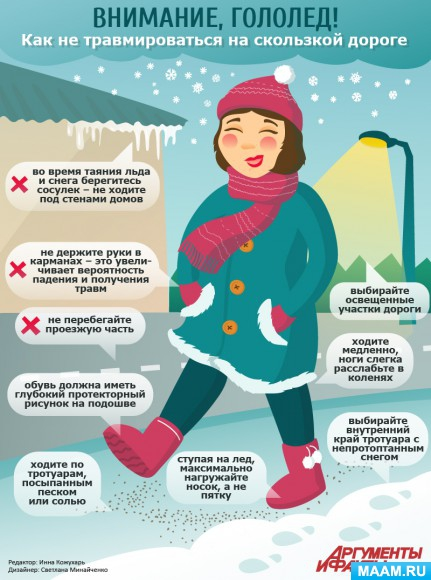 ВНИМАНИЕ, ГОЛОЛЕД!
Как не травмироваться на скользкой дороге
во время таяния льда
и снега берегитесь
сосулек – не ходите
под стенами домов
не держите руки в
карманах – это увели-
чивает вероятность
падения и получения
травм
не перебегайте
проезжую часть
обувь должна иметь
глубокий протекторный
рисунок на подошве
ходите по
тротуарам,
посыпанным
песком
или солью
ступая на лед,
максимально
нагружайте
носок, а не
пятку
выбирайте
освещенные
участки дороги
ходите
медленно,
ноги слегка
расслабьте в
коленях
выбирайте
внутренний
край тротуара с
непротоптанным
снегом
Редактор: Инна Кожухарь
Дизайнер: Светлана Минайченко
АРГУМЕНТЫ
И ФАКТЫ
MAAM.RU